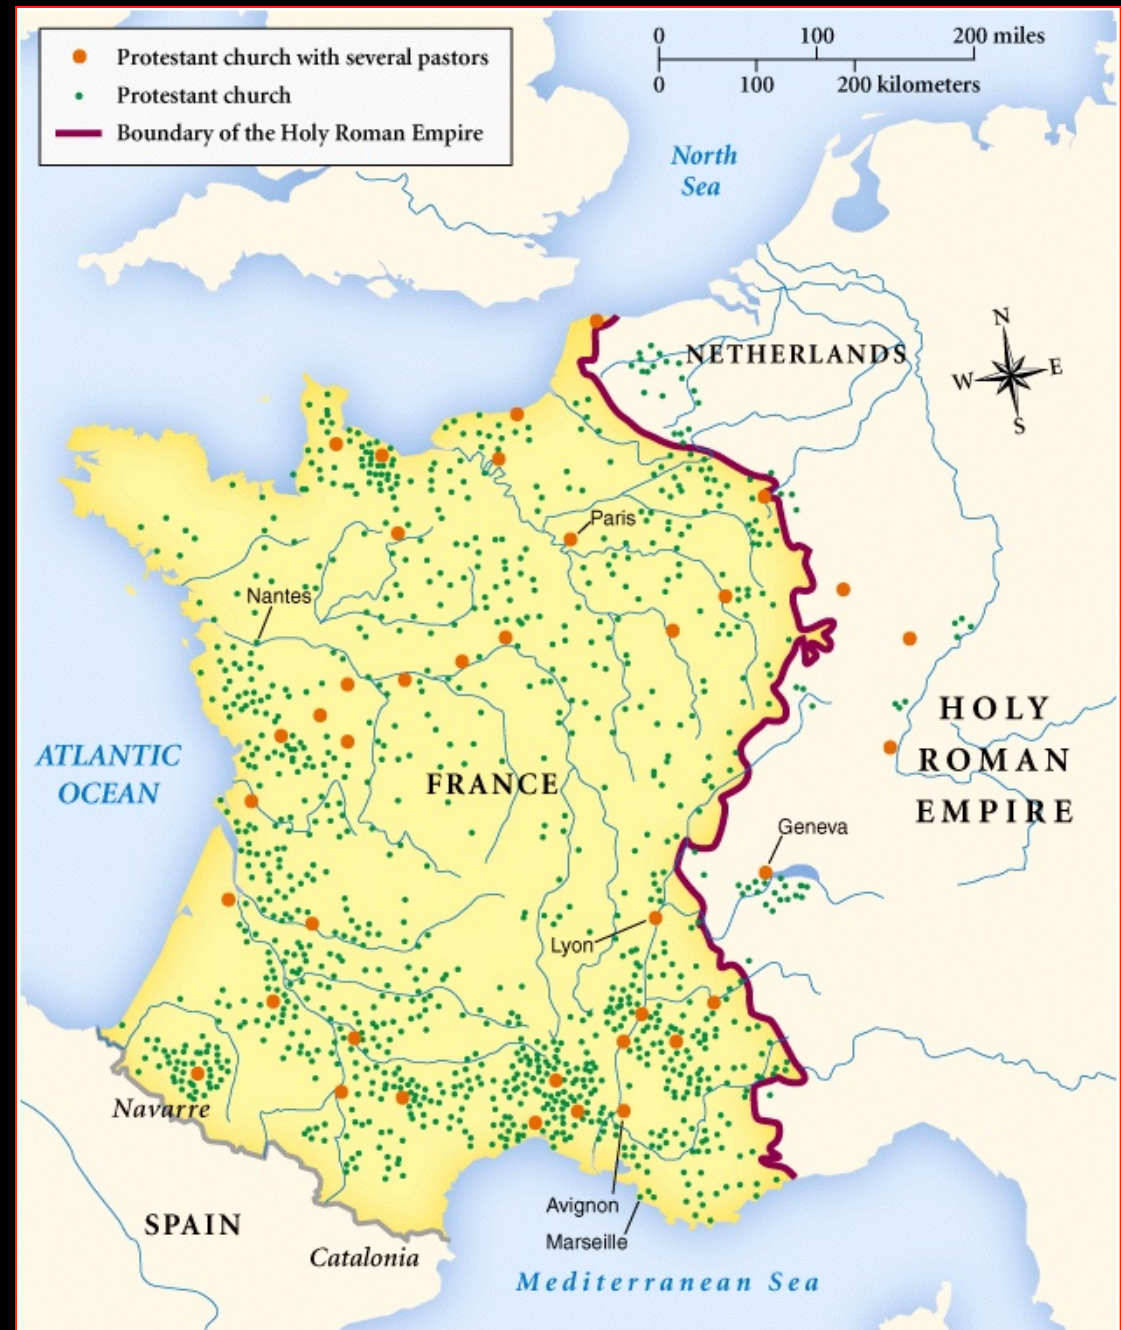 Protestant church with several pastors
Protestant church
Boundary of the Holy Roman Empire
0 100 200 miles
0 100 200 kilometers
North
Sea
N
W E
S
NETHERLANDS
Paris
Nantes
HOLY
ROMAN
EMPIRE
ATLANTIC
OCEAN
FRANCE
Geneva
Lyon
Navarre
Avignon
Marseille
SPAIN
Catalonia
Mediterranean Sea